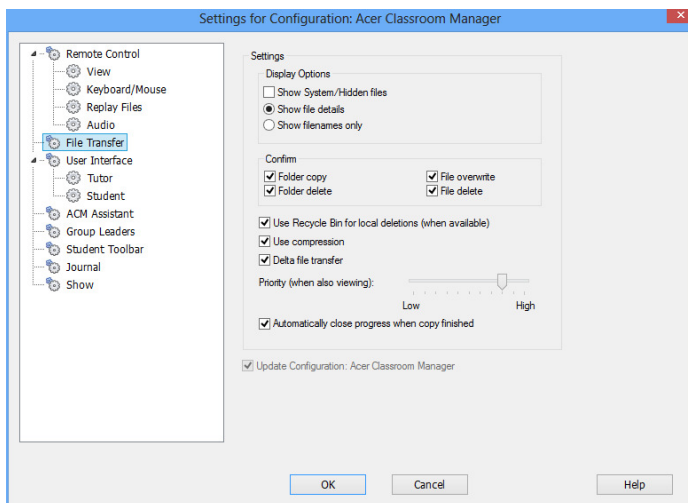 Settings for Configuration: Acer Classroom Manager
Remote Control
View
Keyboard/Mouse
Replay Files
Audio
File Transfer
User Interface
Tutor
Student
ACM Assistant
Group Leaders
Student Toolbar
Journal
Show
Settings
Display Options
Show System/Hidden files
Show file details
Show filenames only
Confirm
Folder copy
File overwrite
Folder delete
File delete
Use Recycle Bin for local deletions (when available)
Use compression
Delta file transfer
Priority (when also viewing):
Low
High
Automatically close progress when copy finished
Update Configuration: Acer Classroom Manager
OK
Cancel
Help